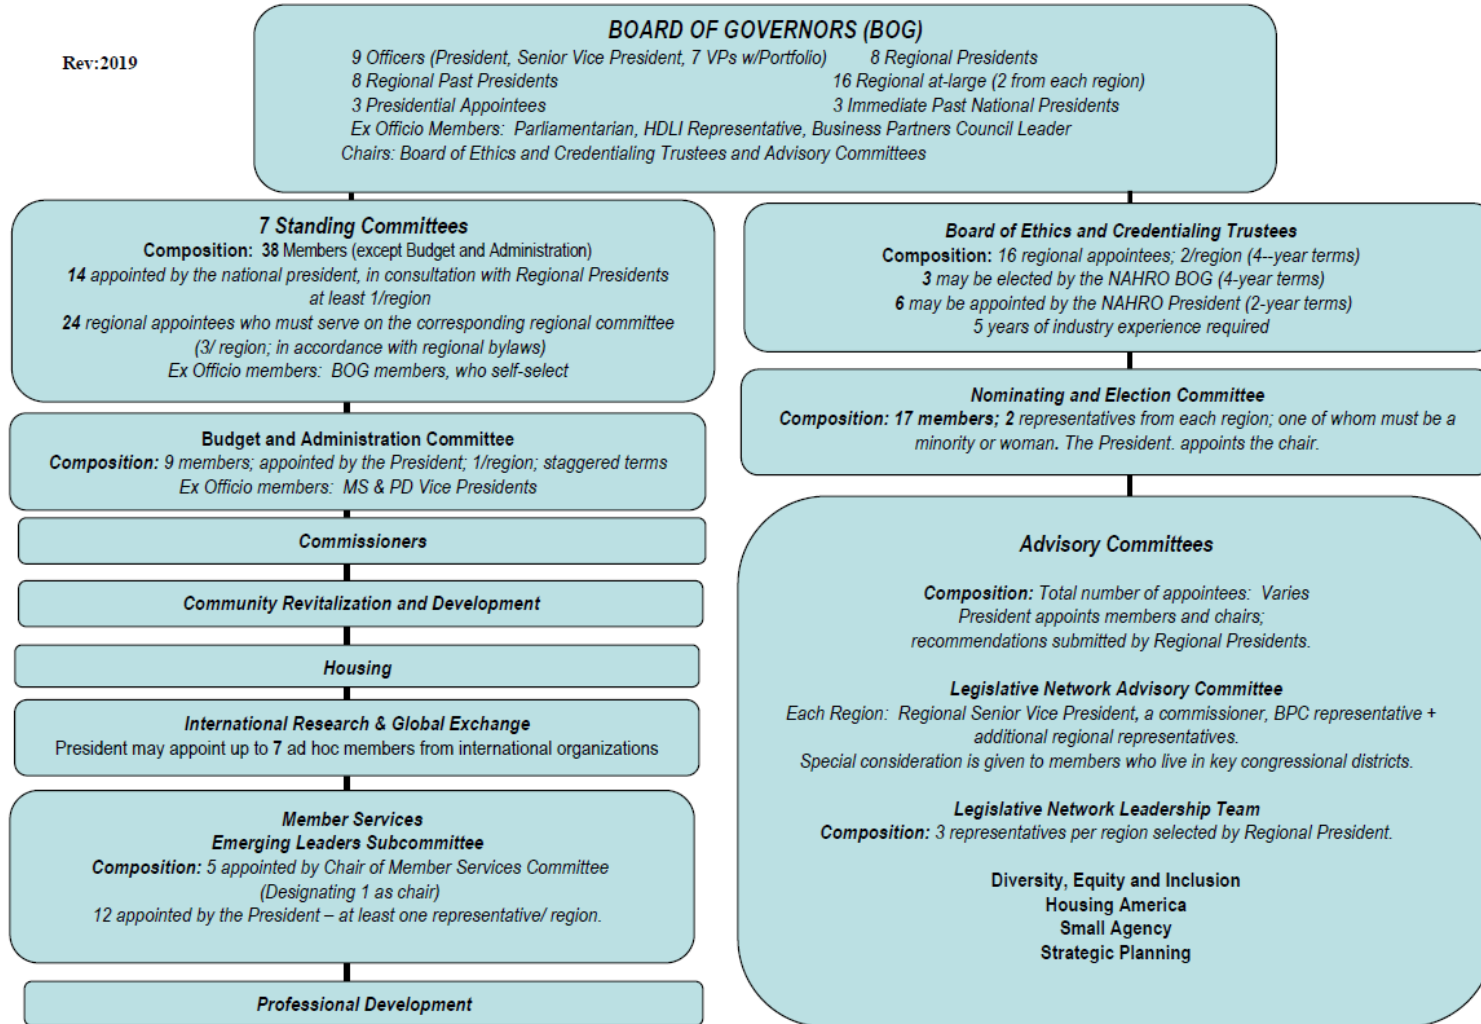 Rev:2019
BOARD OF GOVERNORS (BOG)
9 Officers (President, Senior Vice President, 7 VPs w/Portfolio) 8 Regional Presidents
8 Regional Past Presidents 16 Regional at-large (2 from each region)
3 Presidential Appointees 3 Immediate Past National Presidents
Ex Officio Members: Parliamentarian, HDLI Representative, Business Partners Council Leader
Chairs: Board of Ethics and Credentialing Trustees and Advisory Committees
7 Standing Committees
Composition: 38 Members (except Budget and Administration)
14 appointed by the national president, in consultation with Regional Presidents
at least 1/region
24 regional appointees who must serve on the corresponding regional committee
(3/ region; in accordance with regional bylaws)
Ex Officio members: BOG members, who self-select
Budget and Administration Committee
Composition: 9 members; appointed by the President; 1/region; staggered terms
Ex Officio members: MS & PD Vice Presidents
Commissioners
Community Revitalization and Development
Housing
International Research & Global Exchange
President may appoint up to 7 ad hoc members from international organizations
Member Services
Emerging Leaders Subcommittee
Composition: 5 appointed by Chair of Member Services Committee
(Designating 1 as chair)
12 appointed by the President – at least one representative/ region.
Professional Development
Board of Ethics and Credentialing Trustees
Composition: 16 regional appointees; 2/region (4--year terms)
3 may be elected by the NAHRO BOG (4-year terms)
6 may be appointed by the NAHRO President (2-year terms)
5 years of industry experience required
Nominating and Election Committee
Composition: 17 members; 2 representatives from each region; one of whom must be a
minority or woman. The President. appoints the chair.
Advisory Committees
Composition: Total number of appointees: Varies
President appoints members and chairs;
recommendations submitted by Regional Presidents.
Legislative Network Advisory Committee
Each Region: Regional Senior Vice President, a commissioner, BPC representative +
additional regional representatives.
Special consideration is given to members who live in key congressional districts.
Legislative Network Leadership Team
Composition: 3 representatives per region selected by Regional President.
Diversity, Equity and Inclusion
Housing America
Small Agency
Strategic Planning